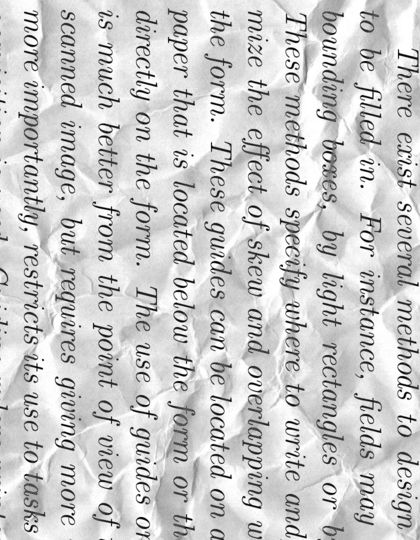 There exist several methods to design
to be filled in. For instance, fields may
bounding boxes, by light rectangles or
These methods specify where to write and
mize the effect of skew and overlapping
the form. These guides can be located on a
paper that is located below the form or
directly on the form. The use of guides
is much better from the point of view of
scanned image, but requires giving more
more importantly, restricts its use to tasks